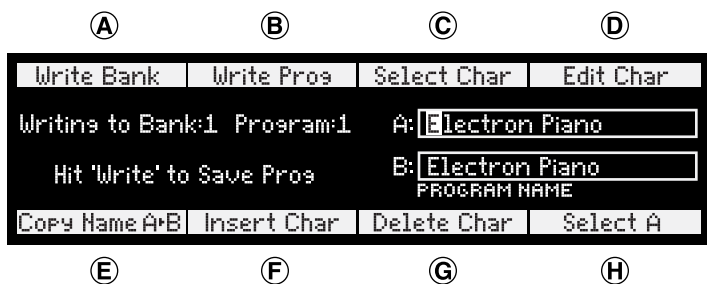 A B C D
Write Bank Write Prog Select Char Edit Char
Writing to Bank:1 Program:1 A: Electron Piano
Hit 'Write' to Save Prog B: Electron Piano
PROGRAM NAME
Copy Name A▸B Insert Char Delete Char Select A
E F G H